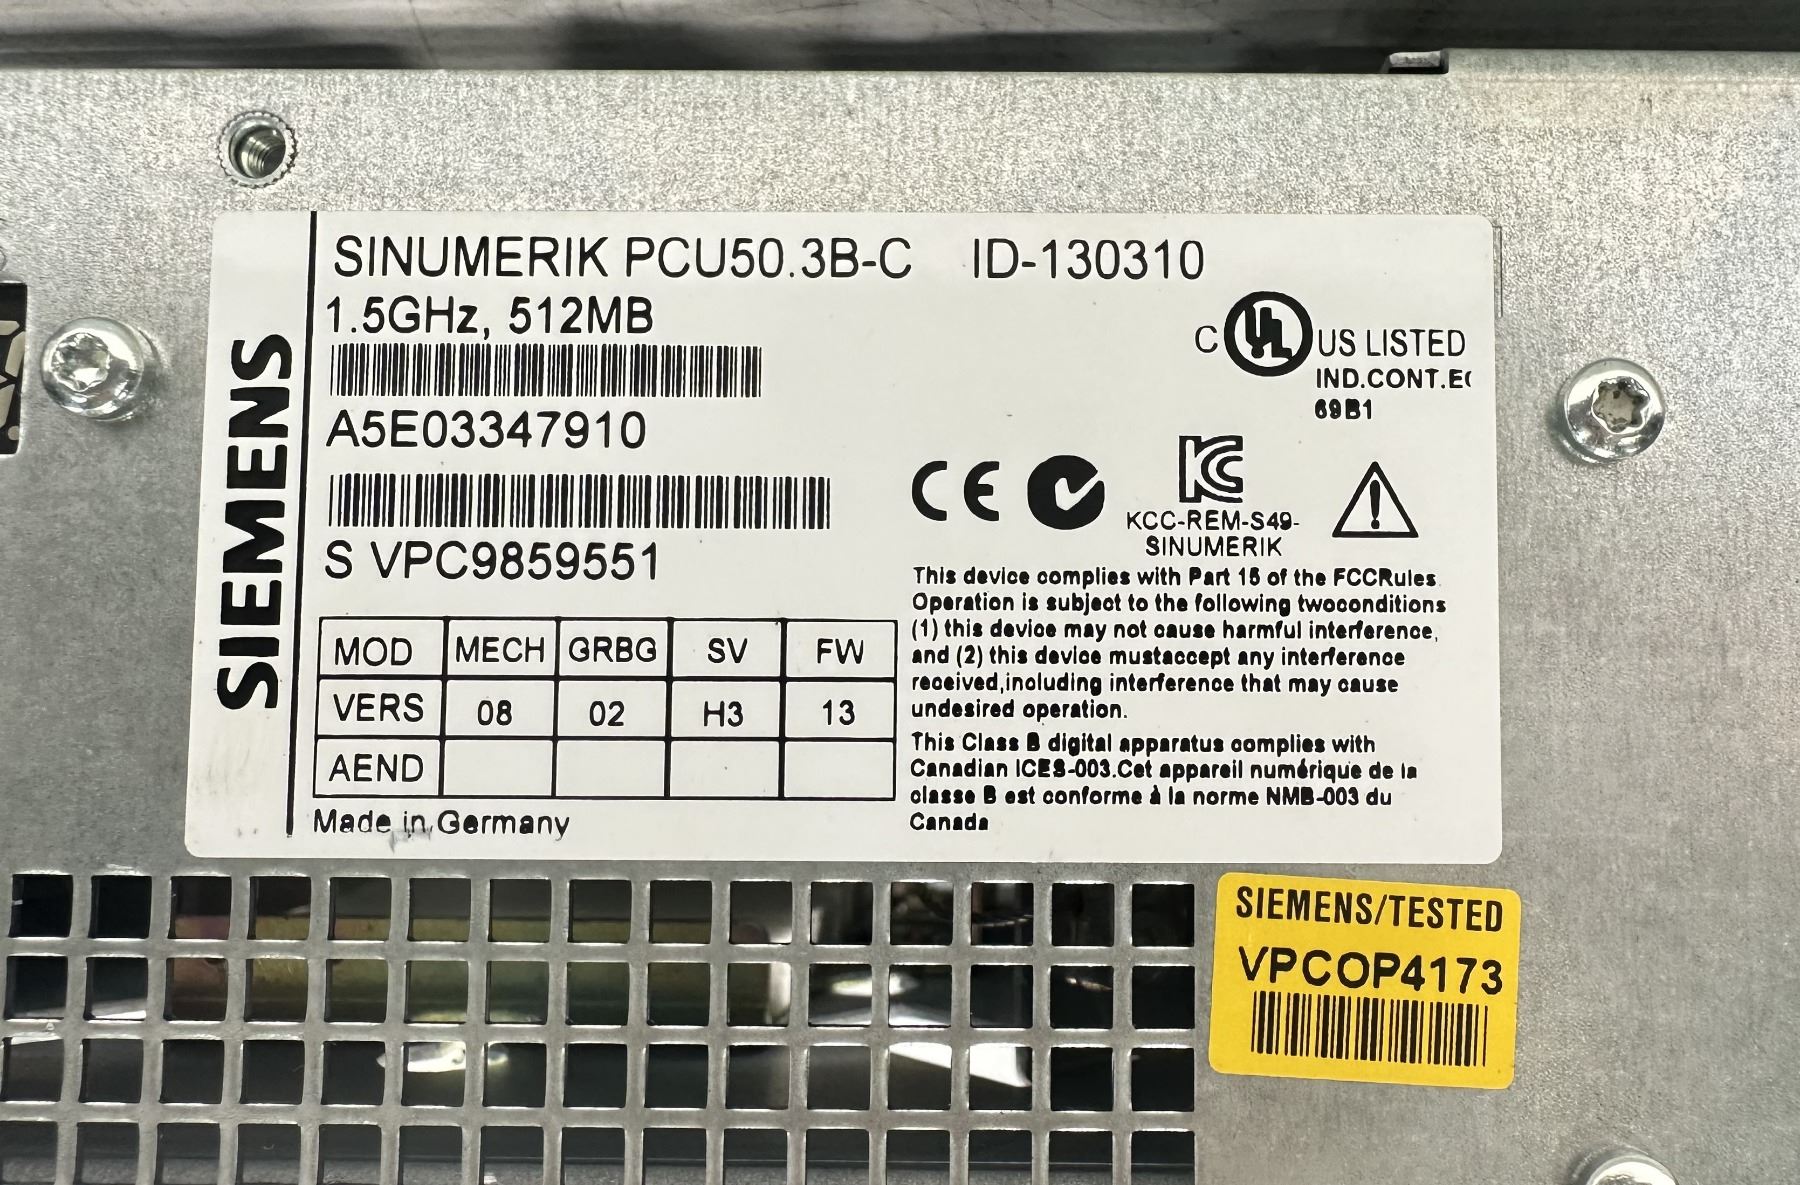 SIEMENS
SINUMERIK PCU50.3B-C ID-130310
1.5GHz, 512MB
A5E03347910
S VPC9859551
C UL US LISTED
IND.CONT.E
69B1
CE
KC
KCC-REM-S49-
SINUMERIK
MOD MECH GRBG SV FW
VERS 08 02 H3 13
AEND
Made in Germany
This device complies with Part 15 of the FCCRules.
Operation is subject to the following twoconditions
(1) this device may not cause harmful interference,
and (2) this device mustaccept any interference
received,including interference that may cause
undesired operation.
This Class B digital apparatus complies with
Canadian ICES-003.Cet appareil numérique de la
classe B est conforme à la norme NMB-003 du
Canada
SIEMENS/TESTED
VPCOP4173